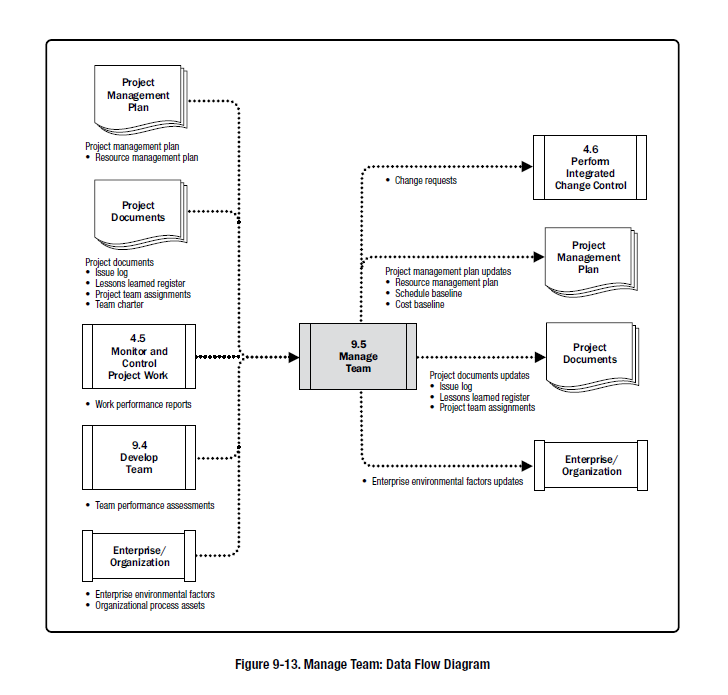 Project
Management
Plan
Project management plan
• Resource management plan
Project
Documents
Project documents
• Issue log
• Lessons learned register
• Project team assignments
• Team charter
4.5
Monitor and
Control
Project Work
• Work performance reports
9.4
Develop
Team
• Team performance assessments
Enterprise/
Organization
• Enterprise environmental factors
• Organizational process assets
9.5
Manage
Team
• Change requests
4.6
Perform
Integrated
Change Control
Project management plan updates
• Resource management plan
• Schedule baseline
• Cost baseline
Project
Management
Plan
Project documents updates
• Issue log
• Lessons learned register
• Project team assignments
Project
Documents
• Enterprise environmental factors updates
Enterprise/
Organization
Figure 9-13. Manage Team: Data Flow Diagram